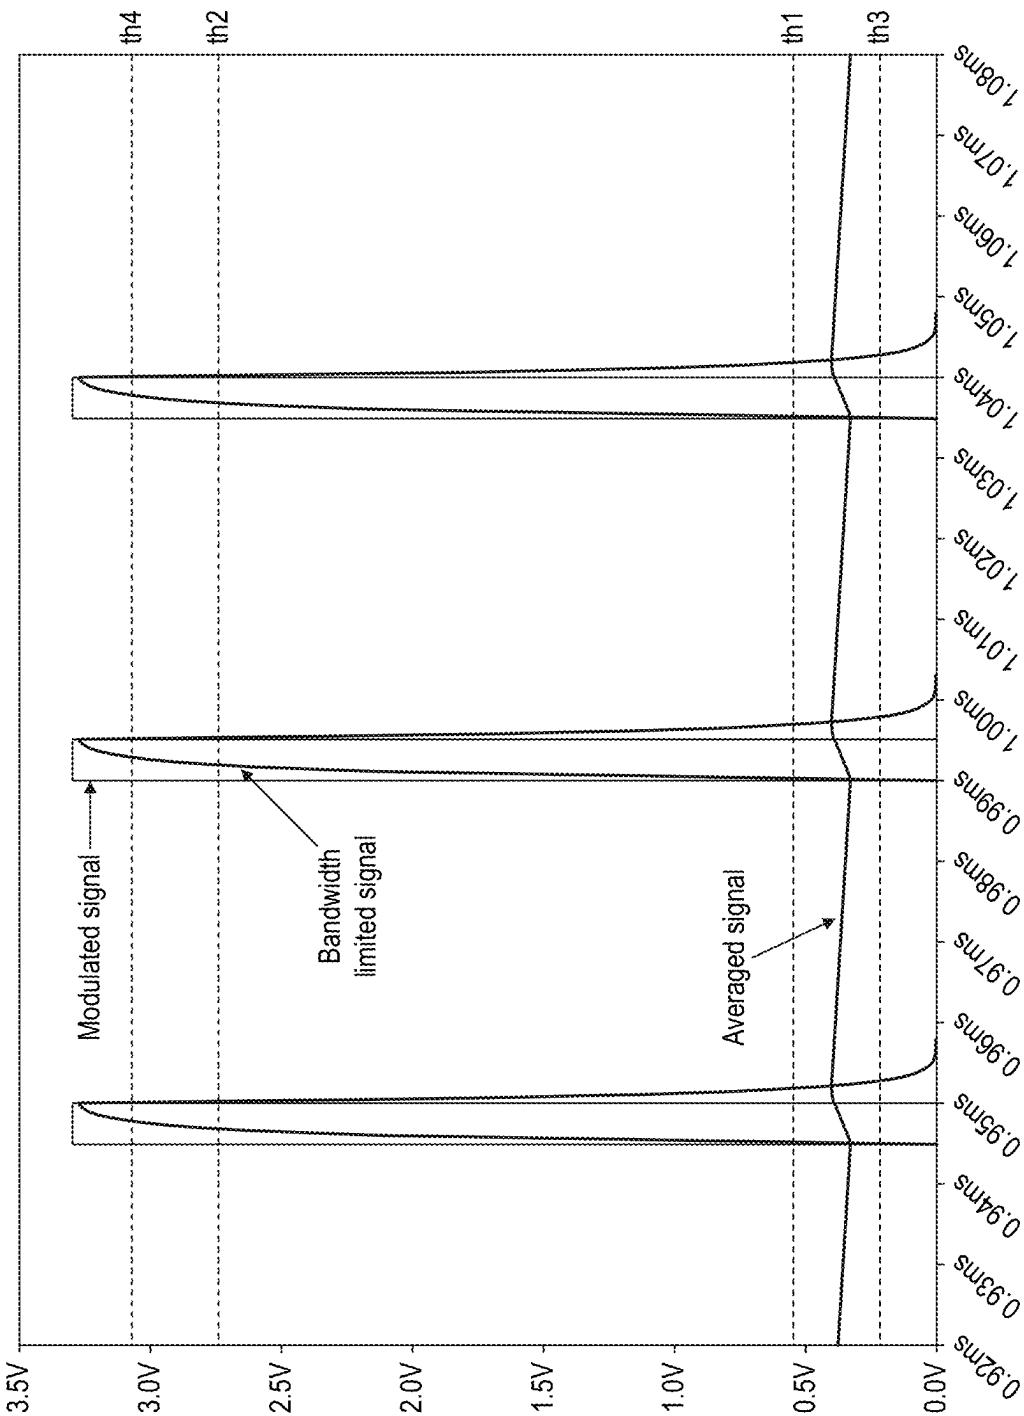 3.5V
3.0V
2.5V
2.0V
1.5V
1.0V
0.5V
0.0V
th4
th2
th1
th3
Modulated signal
Bandwidth
limited signal
Averaged signal
0.92ms
0.93ms
0.94ms
0.95ms
0.96ms
0.97ms
0.98ms
0.99ms
1.00ms
1.01ms
1.02ms
1.03ms
1.04ms
1.05ms
1.06ms
1.07ms
1.08ms